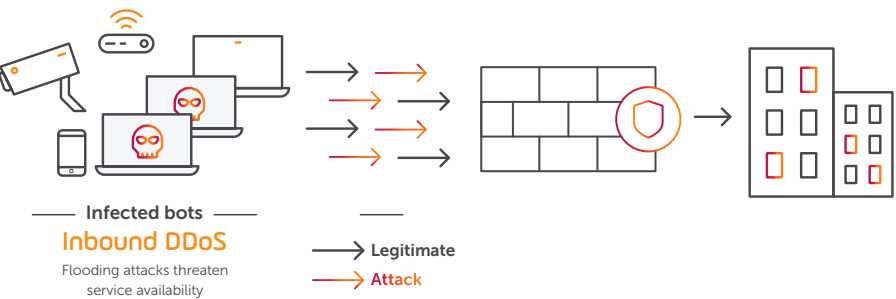 Infected bots
Inbound DDoS
Flooding attacks threaten
service availability
Legitimate
Attack